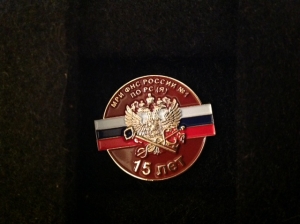 МРИ ФНС РОССИИ №1
ПО РС (Я)
15 ЛЕТ